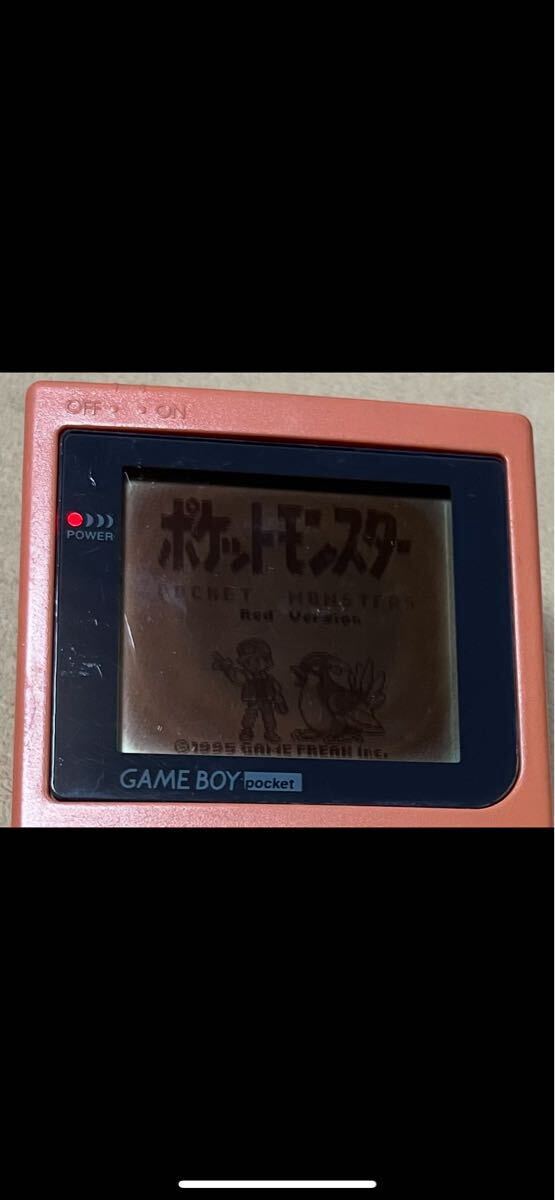 OFF ON
POWER
ポケットモンスター
POCKET MONSTERS
Red Version
©1995 GAME FREAK Inc.
GAME BOY pocket